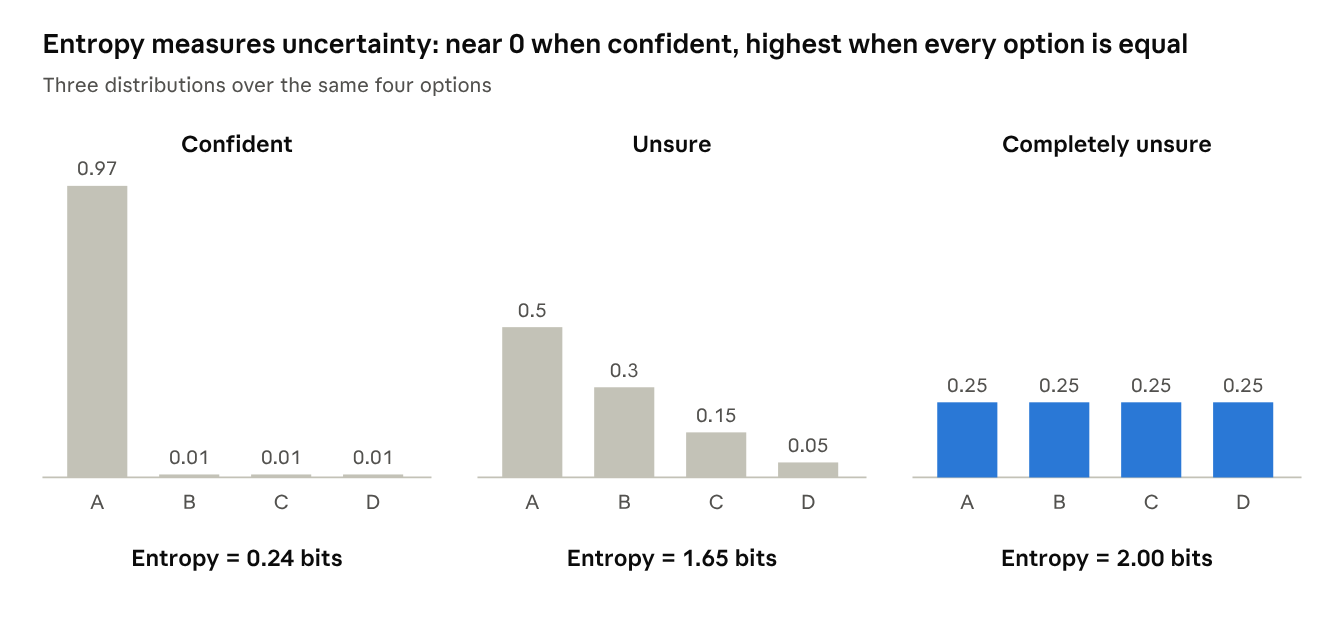 Entropy measures uncertainty: near 0 when confident, highest when every option is equal
Three distributions over the same four options
Confident
0.97
0.01
0.01
0.01
A B C D
Entropy = 0.24 bits
Unsure
0.5
0.3
0.15
0.05
A B C D
Entropy = 1.65 bits
Completely unsure
0.25 0.25 0.25 0.25
A B C D
Entropy = 2.00 bits